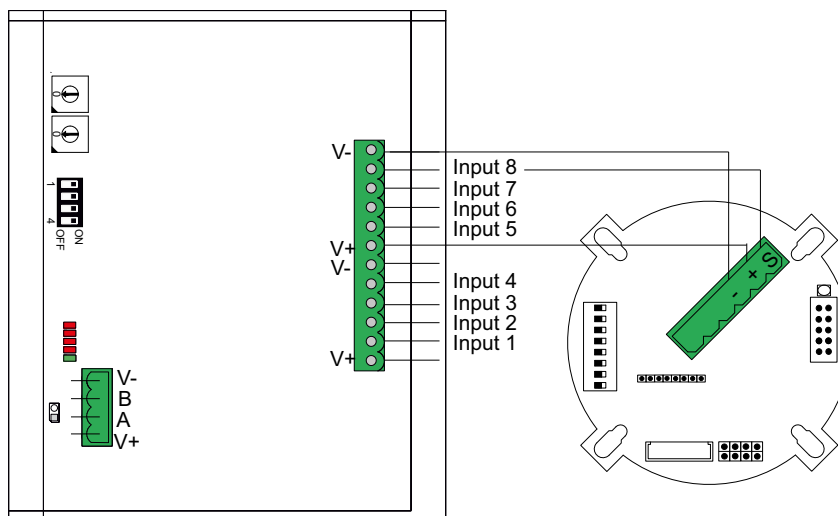 0
0
1
4
OFF
ON
V-
Input 8
Input 7
Input 6
Input 5
V+
V-
Input 4
Input 3
Input 2
Input 1
V+
V-
B
A
V+
- + S